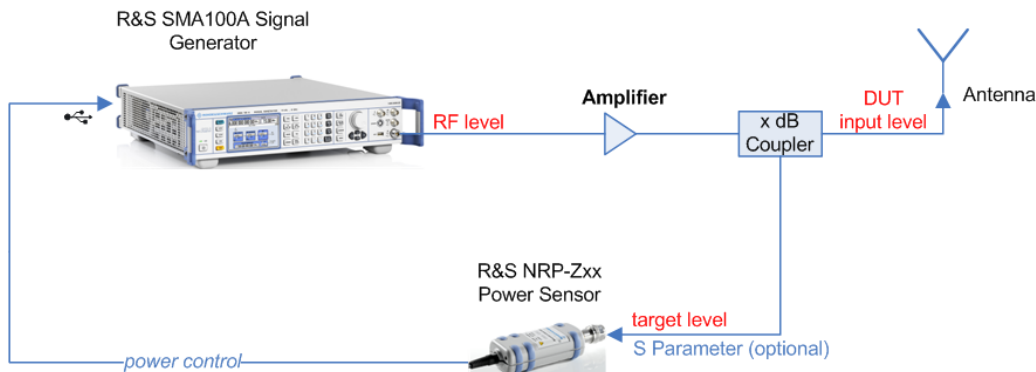 R&S SMA100A Signal
Generator
Amplifier
DUT
Antenna
RF level
input level
x dB
Coupler
R&S NRP-Zxx
Power Sensor
target level
S Parameter (optional)
power control